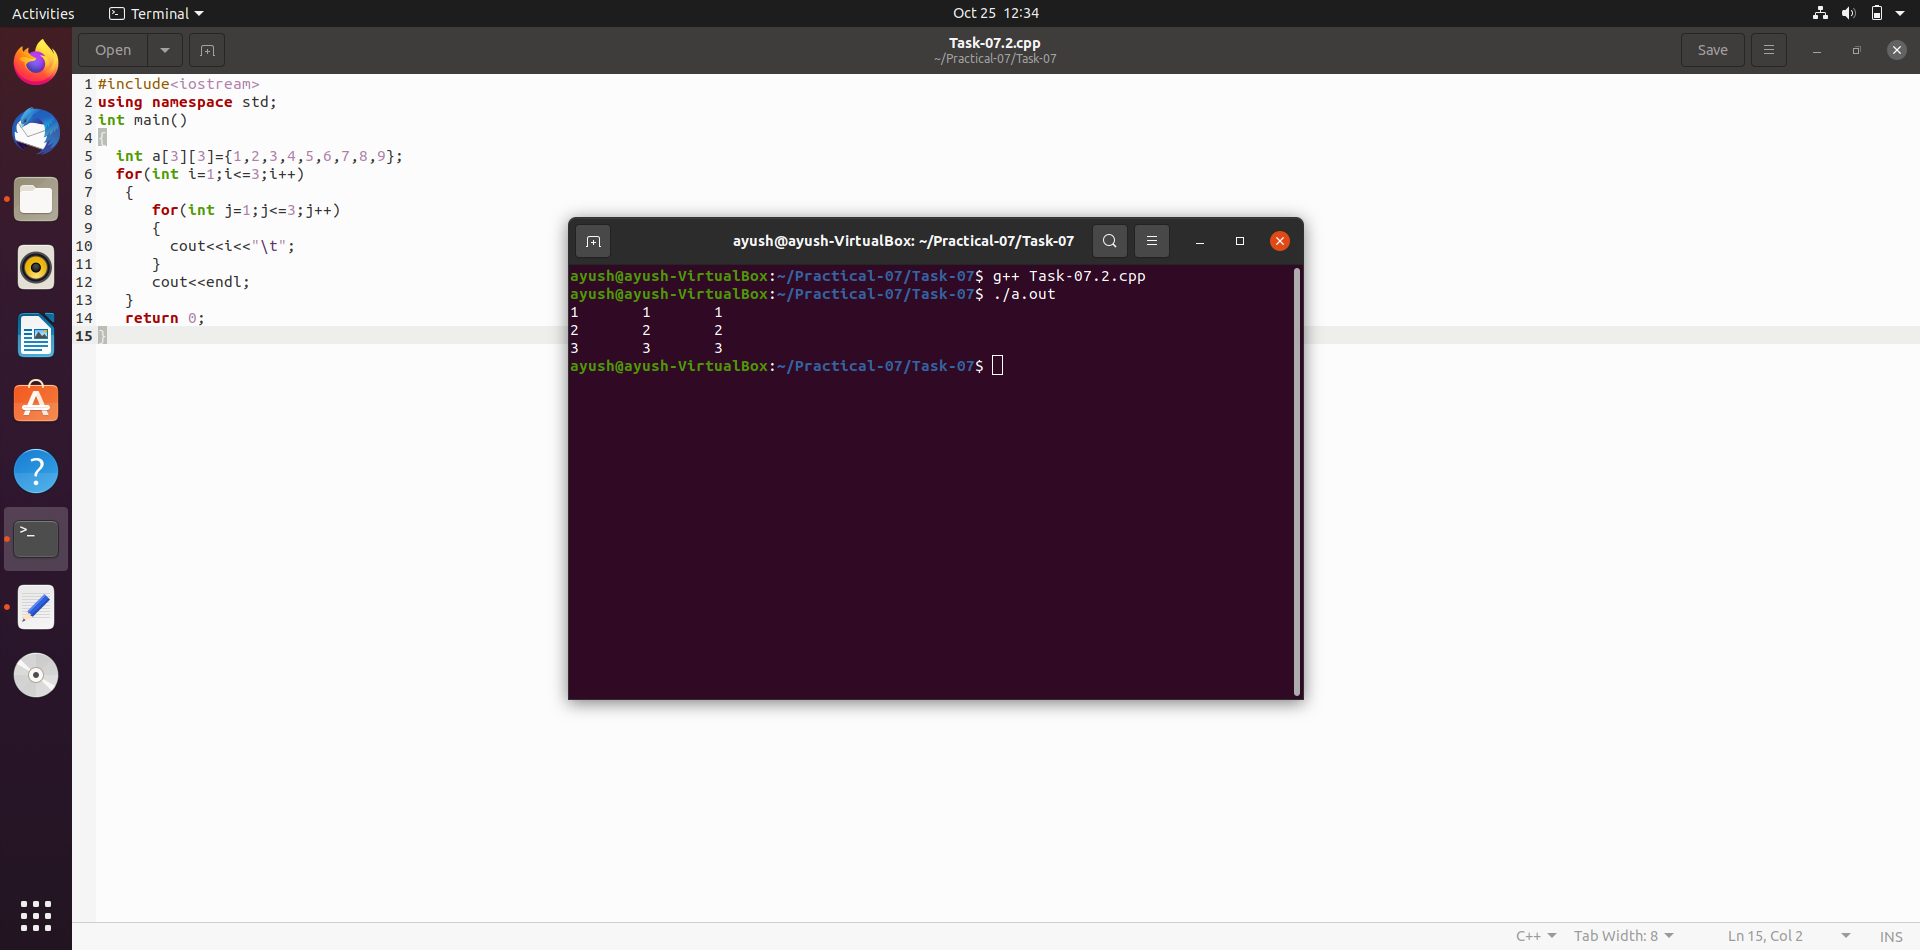 Activities Terminal Oct 25 12:34
Open Task-07.2.cpp Save
~/Practical-07/Task-07
1 #include<iostream>
2 using namespace std;
3 int main()
4 {
5   int a[3][3]={1,2,3,4,5,6,7,8,9};
6   for(int i=1;i<=3;i++)
7    {
8       for(int j=1;j<=3;j++)
9       {
10         cout<<i<<"\t";
11       }
12       cout<<endl;
13    }
14    return 0;
15 }
ayush@ayush-VirtualBox: ~/Practical-07/Task-07
ayush@ayush-VirtualBox:~/Practical-07/Task-07$ g++ Task-07.2.cpp
ayush@ayush-VirtualBox:~/Practical-07/Task-07$ ./a.out
1 1 1
2 2 2
3 3 3
ayush@ayush-VirtualBox:~/Practical-07/Task-07$
C++ Tab Width: 8 Ln 15, Col 2 INS